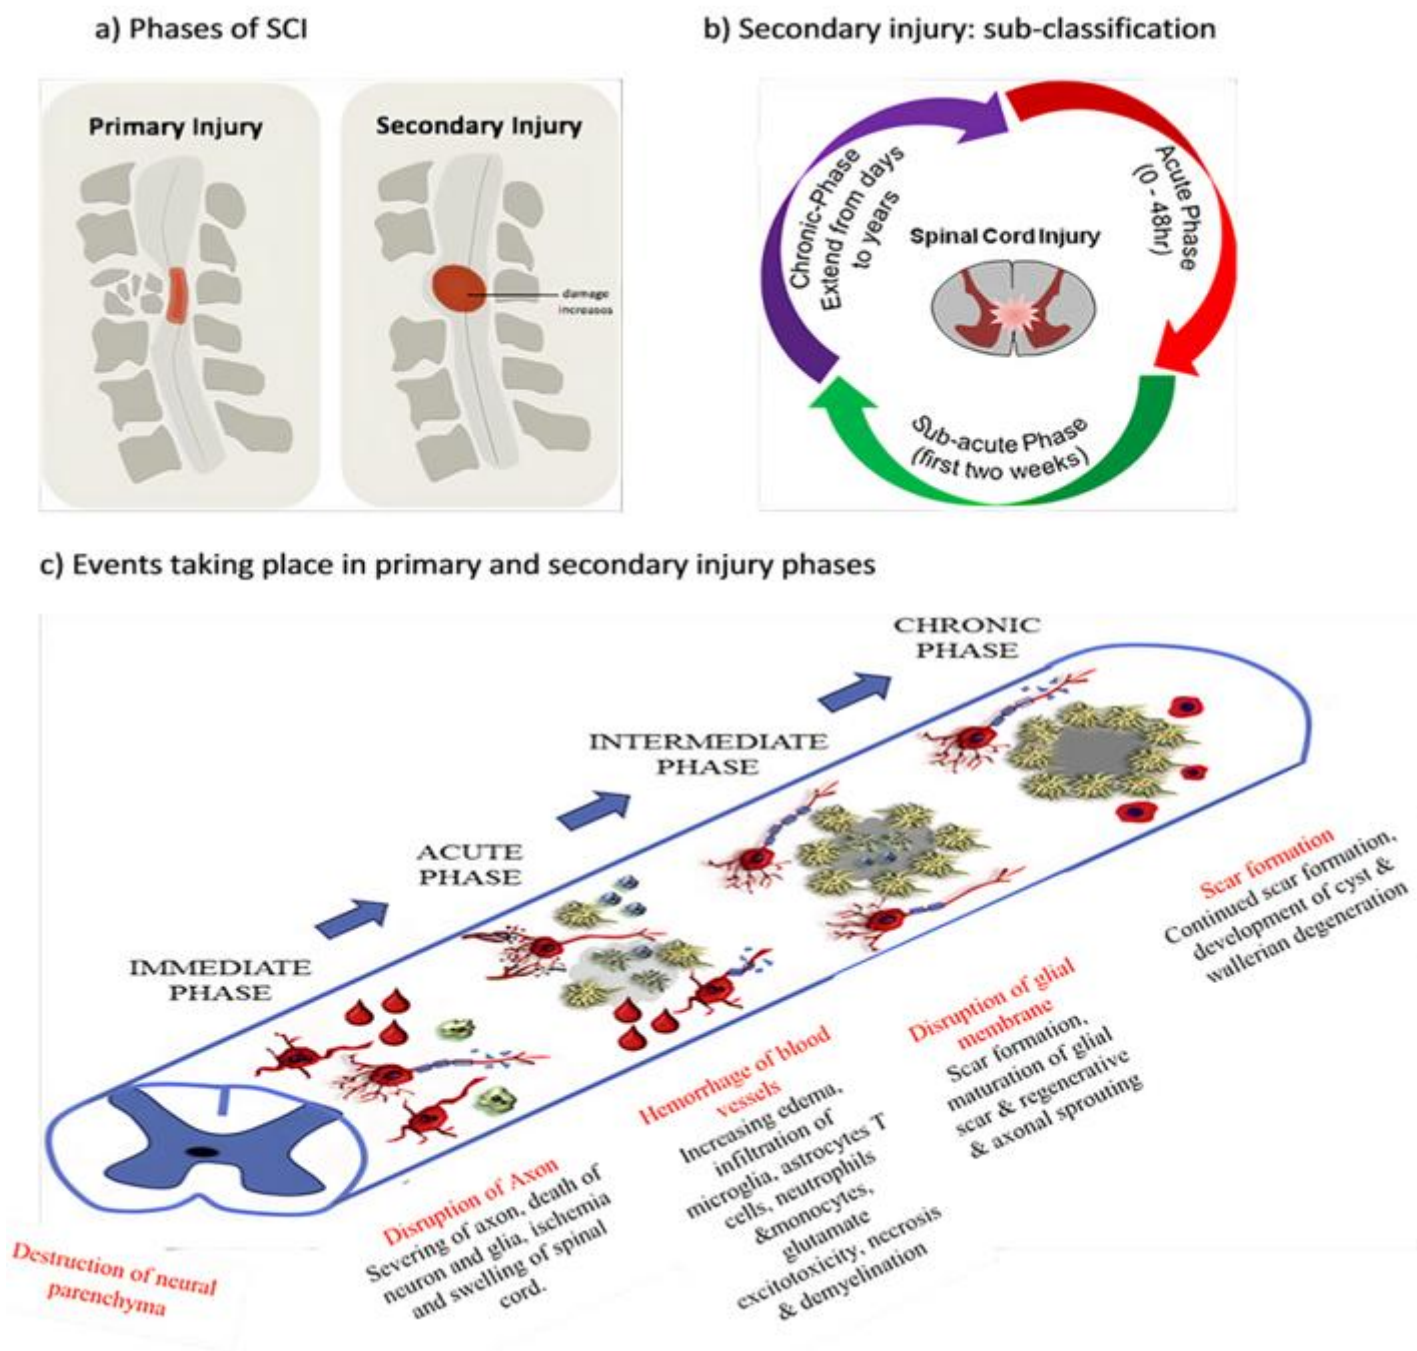 a) Phases of SCI
b) Secondary injury: sub-classification
Primary Injury
Secondary Injury
damage
increases
Acute Phase
(0 - 48hr)
Sub-acute Phase
(first two weeks)
Chronic-Phase
Extend from days
to years
Spinal Cord Injury
c) Events taking place in primary and secondary injury phases
IMMEDIATE
PHASE
ACUTE
PHASE
INTERMEDIATE
PHASE
CHRONIC
PHASE
Destruction of neural
parenchyma
Disruption of Axon
Severing of axon, death of
neuron and glia, ischemia
and swelling of spinal
cord.
Hemorrhage of blood
vessels
Increasing edema,
infiltration of
microglia, astrocytes T
cells, neutrophils
&monocytes,
glutamate
excitotoxicity, necrosis
& demyelination
Disruption of glial
membrane
Scar formation,
maturation of glial
scar & regenerative
& axonal sprouting
Scar formation
Continued scar formation,
development of cyst &
wallerian degeneration